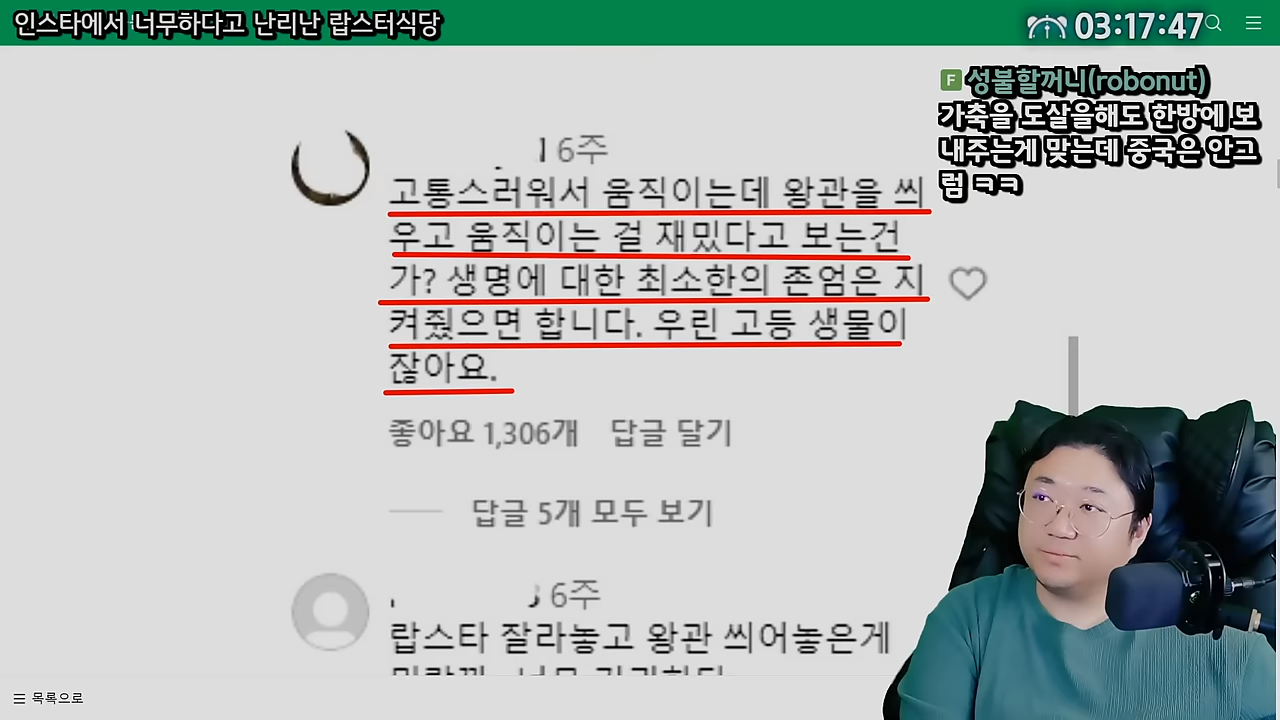 인스타에서 너무하다고 난리난 랍스터식당
03:17:47
F 성불할꺼니(robonut)
가축을 도살을해도 한방에 보
내주는게 맞는데 중국은 안그
럼 ㅋㅋ
6주
고통스러워서 움직이는데 왕관을 씌
우고 움직이는 걸 재밌다고 보는건
가? 생명에 대한 최소한의 존엄은 지
켜줬으면 합니다. 우린 고등 생물이
잖아요.
좋아요 1,306개 답글 달기
답글 5개 모두 보기
6주
랍스타 잘라놓고 왕관 씌어놓은게
목록으로